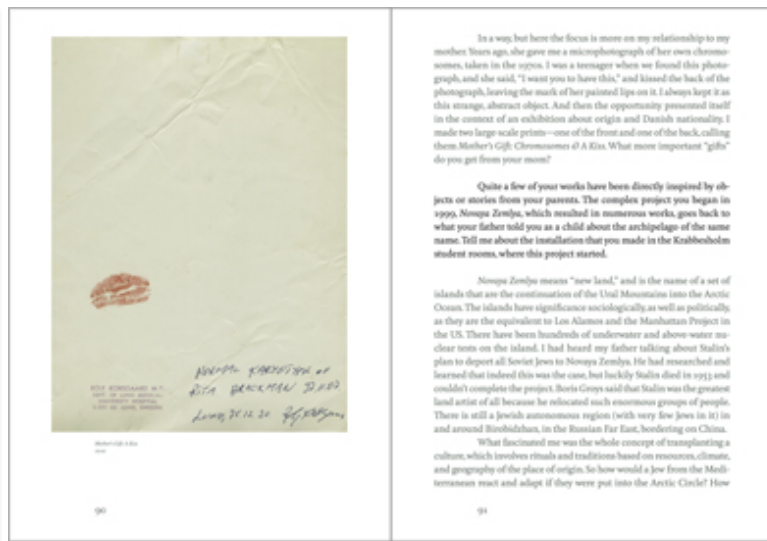 NORMAL KARYOTYPE OF
RITA
Lund,
Mother's Gift: A Kiss
90
In a way, but here the focus is more on my relationship to my
mother. Years ago, she gave me a microphotograph of her own chromo-
somes, taken in the 1970s. I was a teenager when we found this photo-
graph, and she said, "I want you to have this," and kissed the back of the
photograph, leaving the mark of her painted lips on it. I always kept it as
this strange, abstract object. And then the opportunity presented itself
in the context of an exhibition about origin and Danish nationality. I
made two large-scale prints—one of the front and one of the back, calling
them Mother's Gift: Chromosomes & A Kiss. What more important "gifts"
do you get from your mom?
Quite a few of your works have been directly inspired by ob-
jects or stories from your parents. The complex project you began in
1999, Novaya Zemlya, which resulted in numerous works, goes back to
what your father told you as a child about the archipelago of the same
name. Tell me about the installation that you made in the Krabbesholm
student rooms, where this project started.
Novaya Zemlya means "new land," and is the name of a set of
islands that are the continuation of the Ural Mountains into the Arctic
Ocean. The islands have significance sociologically, as well as politically,
as they are the equivalent to Los Alamos and the Manhattan Project in
the US. There have been hundreds of underwater and above-water nu-
clear tests on the island. I had heard my father talking about Stalin's
plan to deport all Soviet Jews to Novaya Zemlya. He had researched and
learned that indeed this was the case, but luckily Stalin died in 1953 and
couldn't complete the project. Boris Groys said that Stalin was the greatest
land artist of all because he relocated such enormous groups of people.
There is still a Jewish autonomous region (with very few Jews in it) in
and around Birobidzhan, in the Russian Far East, bordering on China.
What fascinated me was the whole concept of transplanting a
culture, which involves rituals and traditions based on resources, climate,
and geography of the place of origin. So how would a Jew from the Medi-
terranean react and adapt if they were put into the Arctic Circle? How
91